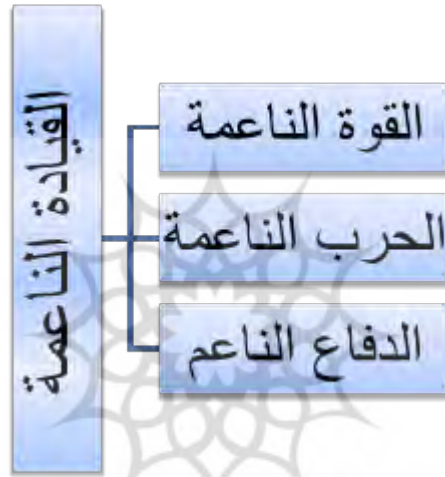 القيادة الناعمة
القوة الناعمة
الحرب الناعمة
الدفاع الناعم